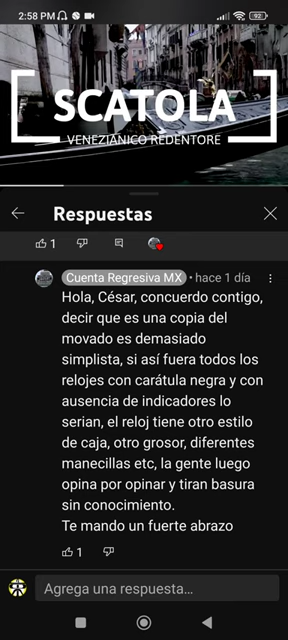 2:58 PM
92
SCATOLA
VENEZIANICO REDENTORE
Respuestas
1
Cuenta Regresiva MX • hace 1 día
Hola, César, concuerdo contigo,
decir que es una copia del
movado es demasiado
simplista, si así fuera todos los
relojes con carátula negra y con
ausencia de indicadores lo
serian, el reloj tiene otro estilo
de caja, otro grosor, diferentes
manecillas etc, la gente luego
opina por opinar y tiran basura
sin conocimiento.
Te mando un fuerte abrazo
1
Agrega una respuesta...